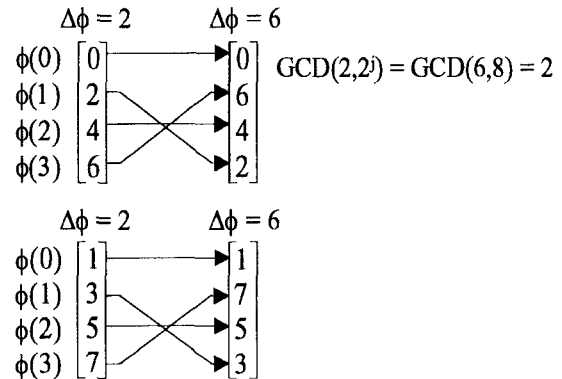 Δϕ = 2 Δϕ = 6
ϕ(0) 0 0 GCD(2,2ʲ) = GCD(6,8) = 2
ϕ(1) 2 6
ϕ(2) 4 4
ϕ(3) 6 2
Δϕ = 2 Δϕ = 6
ϕ(0) 1 1
ϕ(1) 3 7
ϕ(2) 5 5
ϕ(3) 7 3